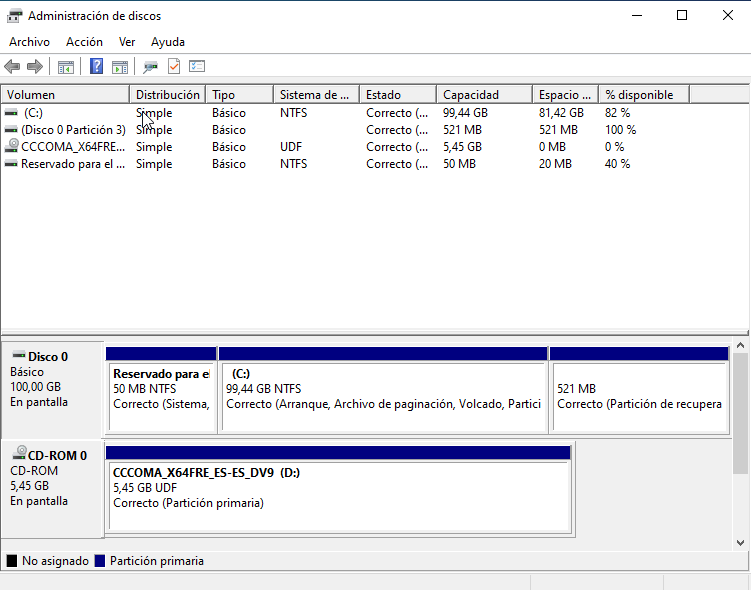 Administración de discos
Archivo Acción Ver Ayuda
Volumen Distribución Tipo Sistema de ... Estado Capacidad Espacio ... % disponible
(C:) Simple Básico NTFS Correcto (... 99,44 GB 81,42 GB 82 %
(Disco 0 Partición 3) Simple Básico Correcto (... 521 MB 521 MB 100 %
CCCOMA_X64FRE... Simple Básico UDF Correcto (... 5,45 GB 0 MB 0 %
Reservado para el ... Simple Básico NTFS Correcto (... 50 MB 20 MB 40 %
Disco 0
Básico
100,00 GB
En pantalla
Reservado para e
50 MB NTFS
Correcto (Sistema,
(C:)
99,44 GB NTFS
Correcto (Arranque, Archivo de paginación, Volcado, Partici
521 MB
Correcto (Partición de recupera
CD-ROM 0
CD-ROM
5,45 GB
En pantalla
CCCOMA_X64FRE_ES-ES_DV9 (D:)
5,45 GB UDF
Correcto (Partición primaria)
No asignado Partición primaria